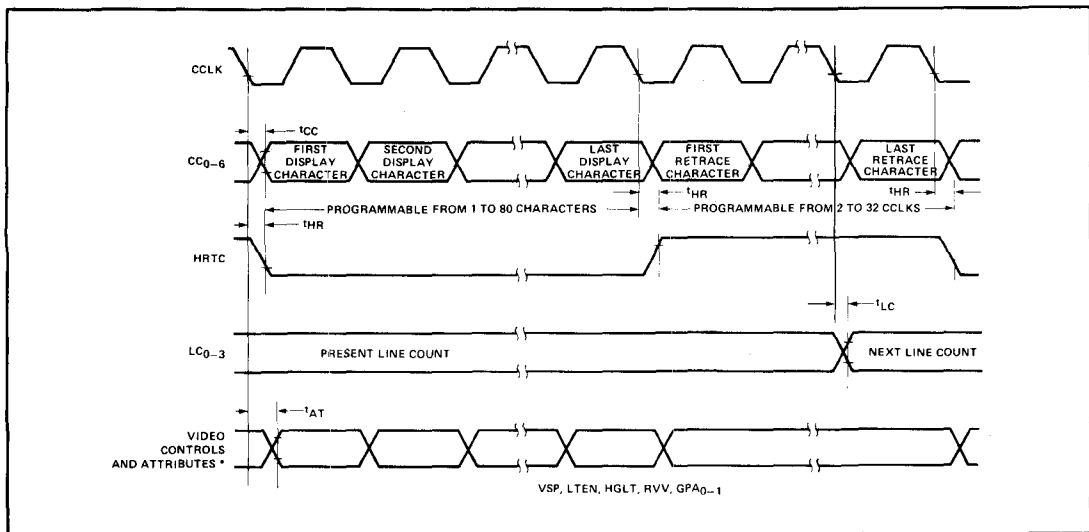 CCLK
tCC
CC0–6
FIRST
DISPLAY
CHARACTER
SECOND
DISPLAY
CHARACTER
LAST
DISPLAY
CHARACTER
FIRST
RETRACE
CHARACTER
LAST
RETRACE
CHARACTER
tHR
tHR
PROGRAMMABLE FROM 1 TO 80 CHARACTERS
PROGRAMMABLE FROM 2 TO 32 CCLKS
tHR
HRTC
tLC
LC0–3
PRESENT LINE COUNT
NEXT LINE COUNT
tAT
VIDEO
CONTROLS
AND ATTRIBUTES *
VSP, LTEN, HGLT, RVV, GPA0–1